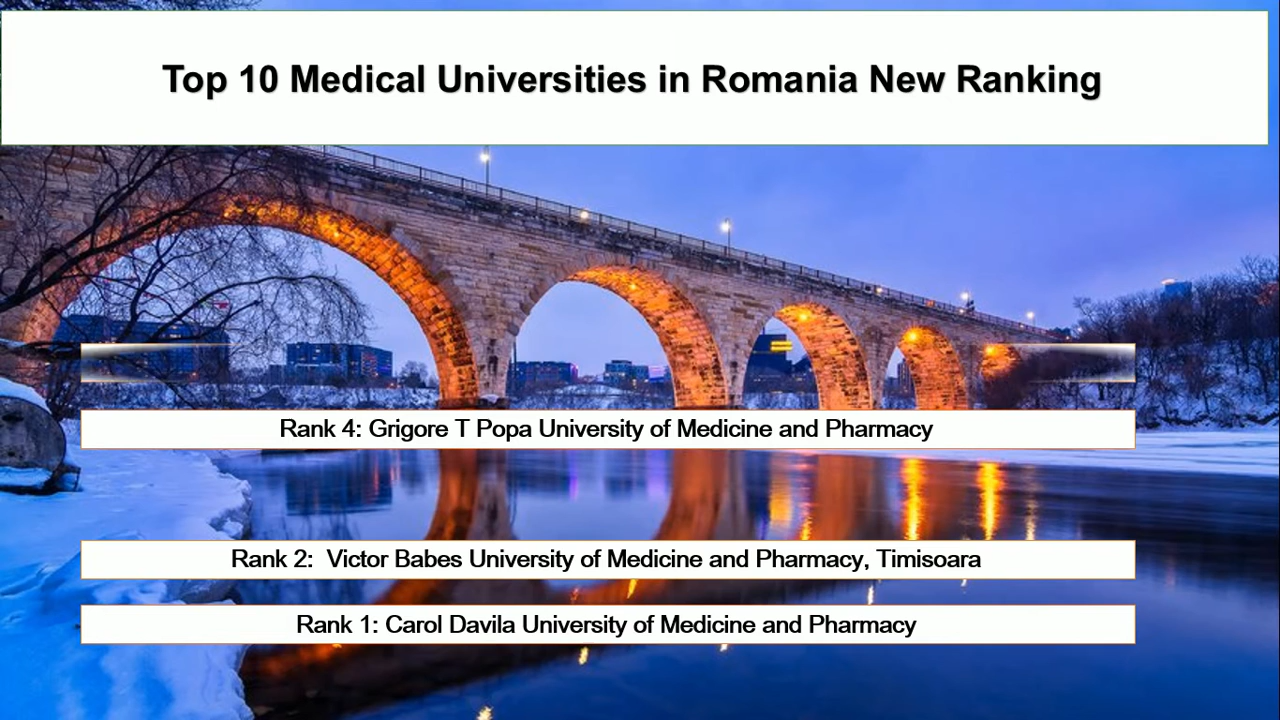 Top 10 Medical Universities in Romania New Ranking
Rank 4: Grigore T Popa University of Medicine and Pharmacy
Rank 2:  Victor Babes University of Medicine and Pharmacy, Timisoara
Rank 1: Carol Davila University of Medicine and Pharmacy